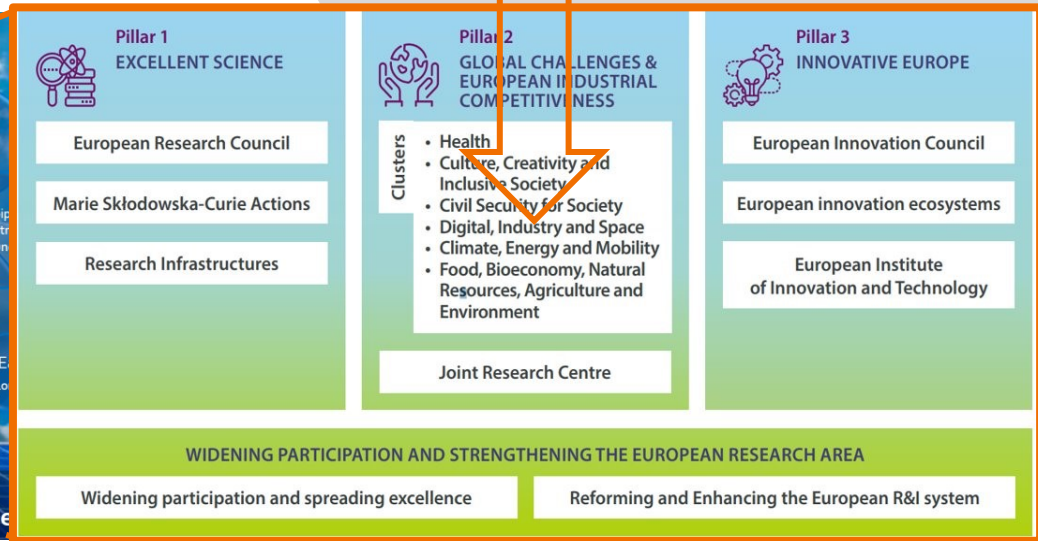 Pillar 1
EXCELLENT SCIENCE
European Research Council
Marie Skłodowska-Curie Actions
Research Infrastructures
Pillar 2
GLOBAL CHALLENGES &
EUROPEAN INDUSTRIAL
COMPETITIVENESS
Clusters
• Health
• Culture, Creativity and
Inclusive Society
• Civil Security for Society
• Digital, Industry and Space
• Climate, Energy and Mobility
• Food, Bioeconomy, Natural
Resources, Agriculture and
Environment
Joint Research Centre
Pillar 3
INNOVATIVE EUROPE
European Innovation Council
European innovation ecosystems
European Institute
of Innovation and Technology
WIDENING PARTICIPATION AND STRENGTHENING THE EUROPEAN RESEARCH AREA
Widening participation and spreading excellence
Reforming and Enhancing the European R&I system